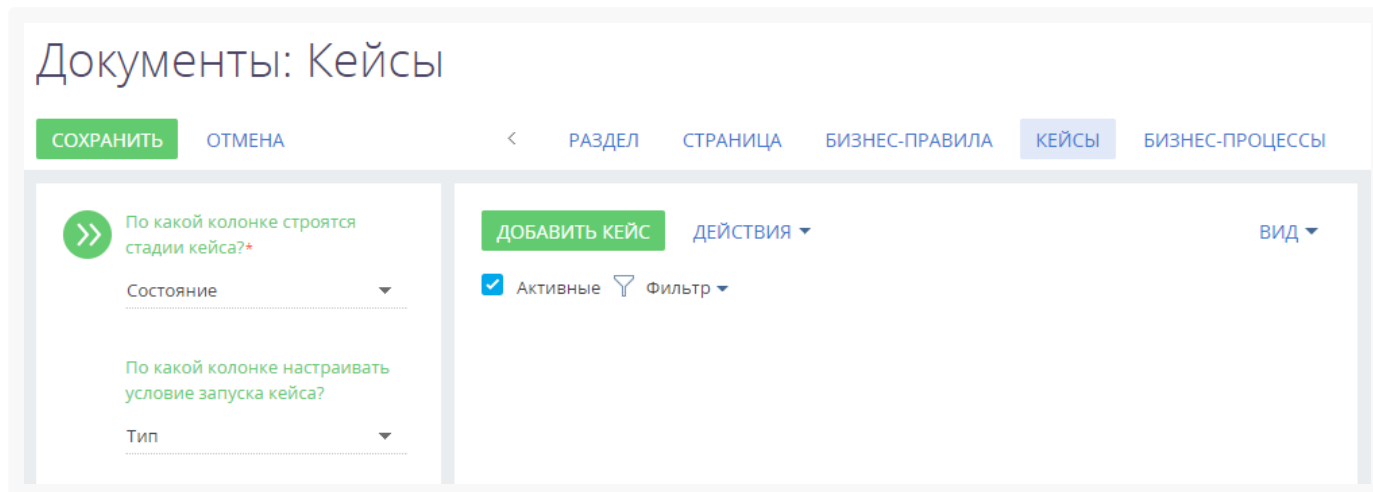 Документы: Кейсы
СОХРАНИТЬ ОТМЕНА < РАЗДЕЛ СТРАНИЦА БИЗНЕС-ПРАВИЛА КЕЙСЫ БИЗНЕС-ПРОЦЕССЫ
По какой колонке строятся
стадии кейса?*
Состояние
По какой колонке настраивать
условие запуска кейса?
Тип
ДОБАВИТЬ КЕЙС ДЕЙСТВИЯ ВИД
Активные Фильтр